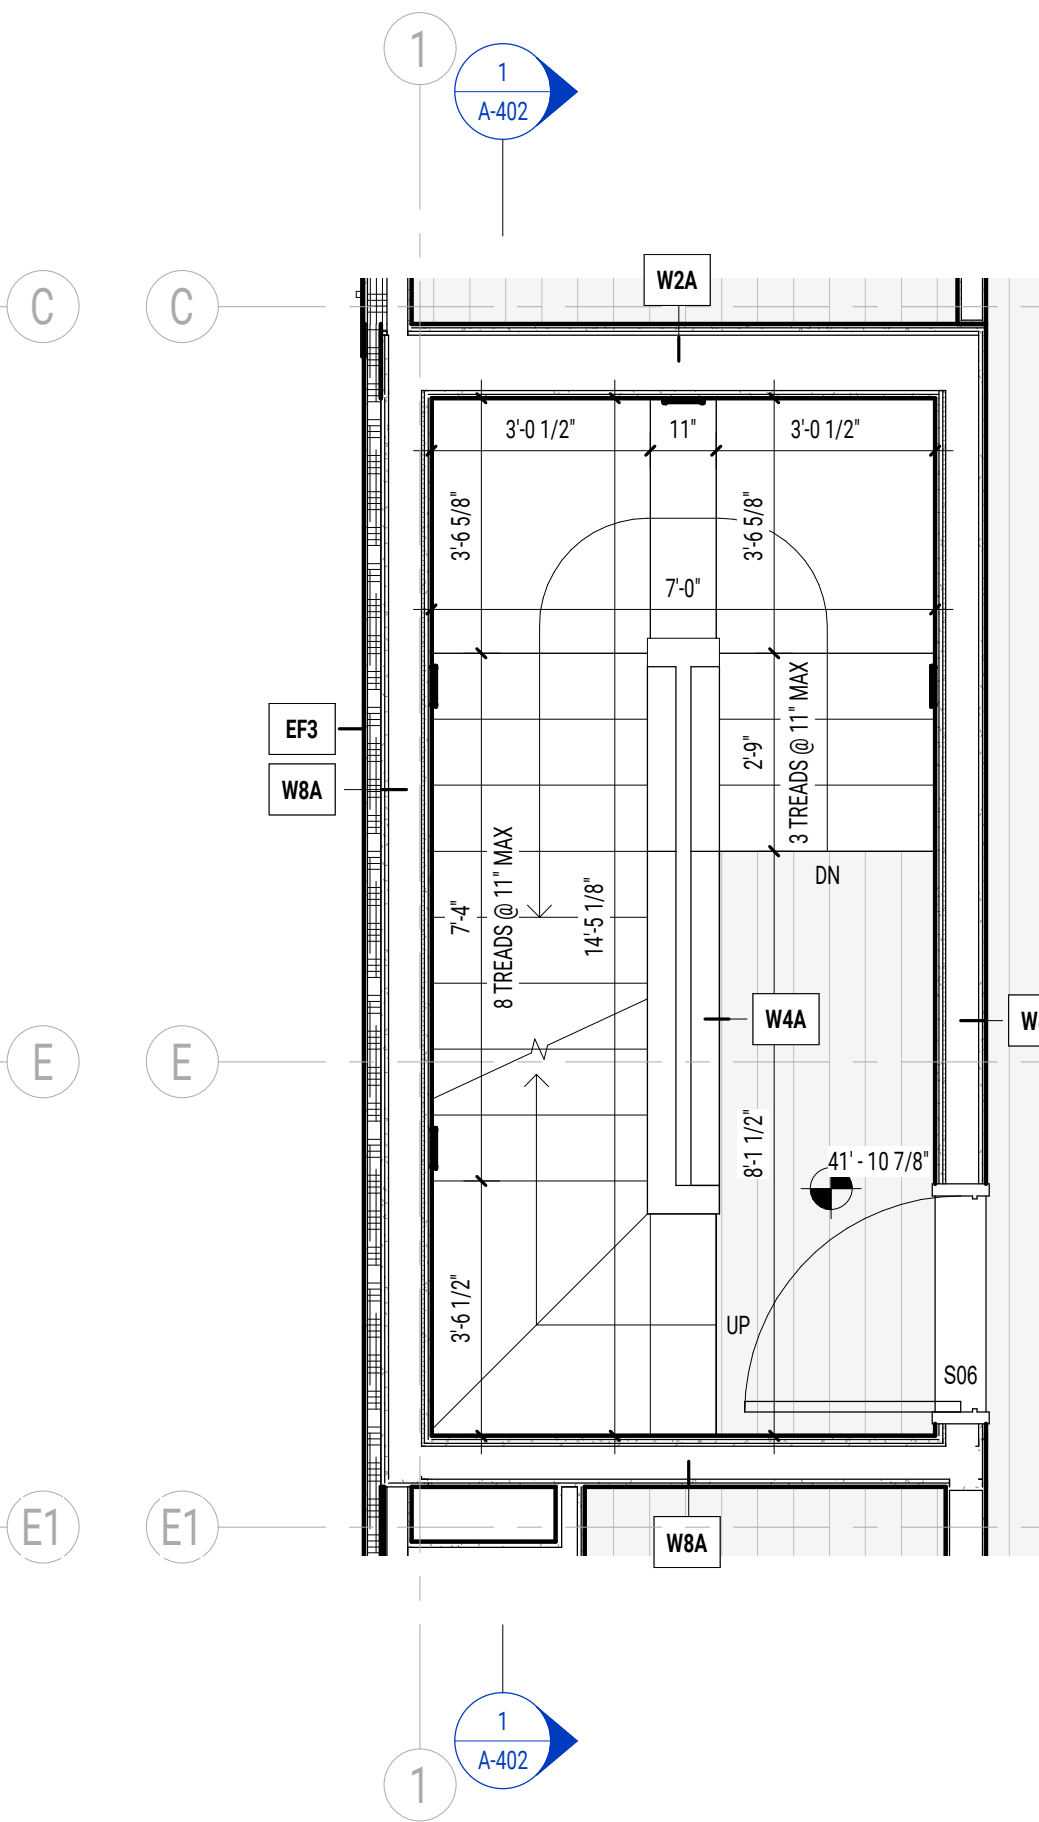 1
1
A-402
W2A
C
C
3'-0 1/2"
11"
3'-0 1/2"
3'-6 5/8"
3'-6 5/8"
7'-0"
EF3
W8A
2'-9"
3 TREADS @ 11" MAX
DN
7'-4"
8 TREADS @ 11" MAX
14'-5 1/8"
W4A
E
E
8'-1 1/2"
41' - 10 7/8"
3'-6 1/2"
UP
S06
E1
E1
W8A
1
A-402
1